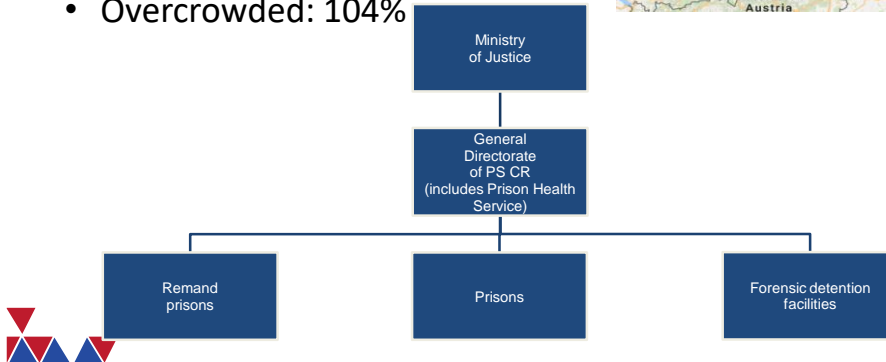 • Overcrowded: 104%
Austria
Ministry
of Justice
General
Directorate
of PS CR
(includes Prison Health
Service)
Remand
prisons
Prisons
Forensic detention
facilities